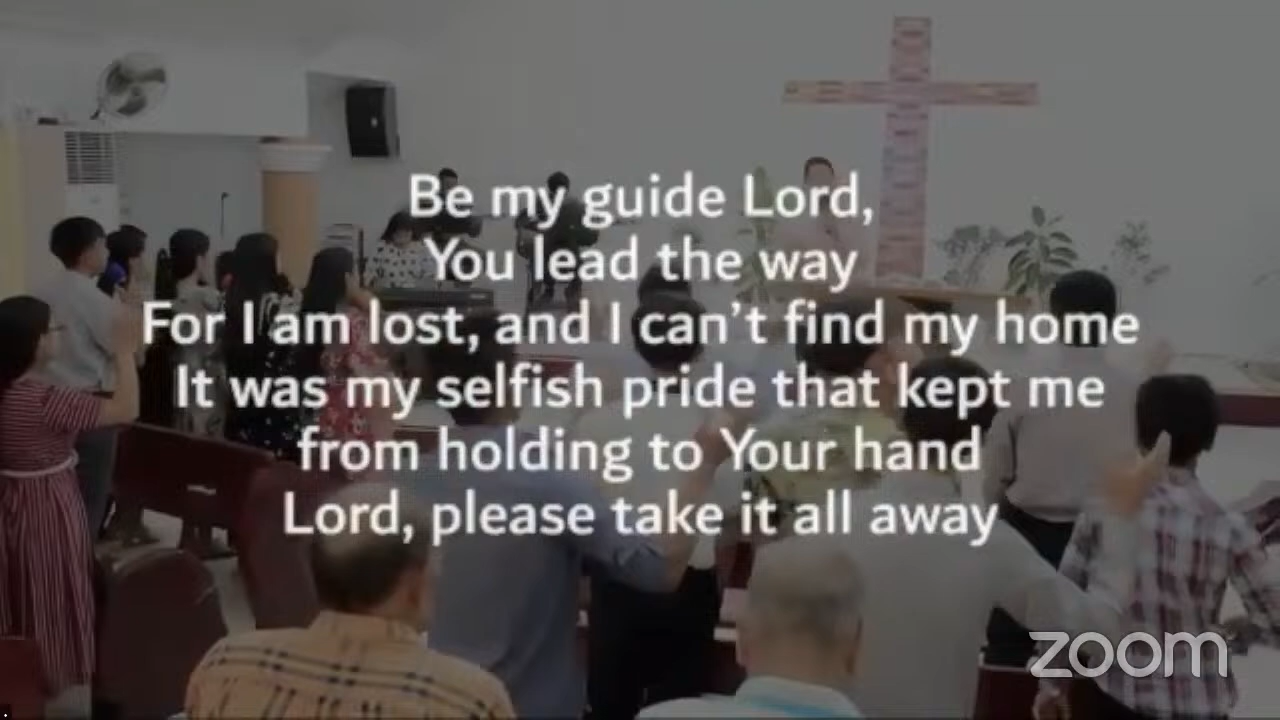 Be my guide Lord,
You lead the way
For I am lost, and I can't find my home
It was my selfish pride that kept me
from holding to Your hand
Lord, please take it all away
zoom